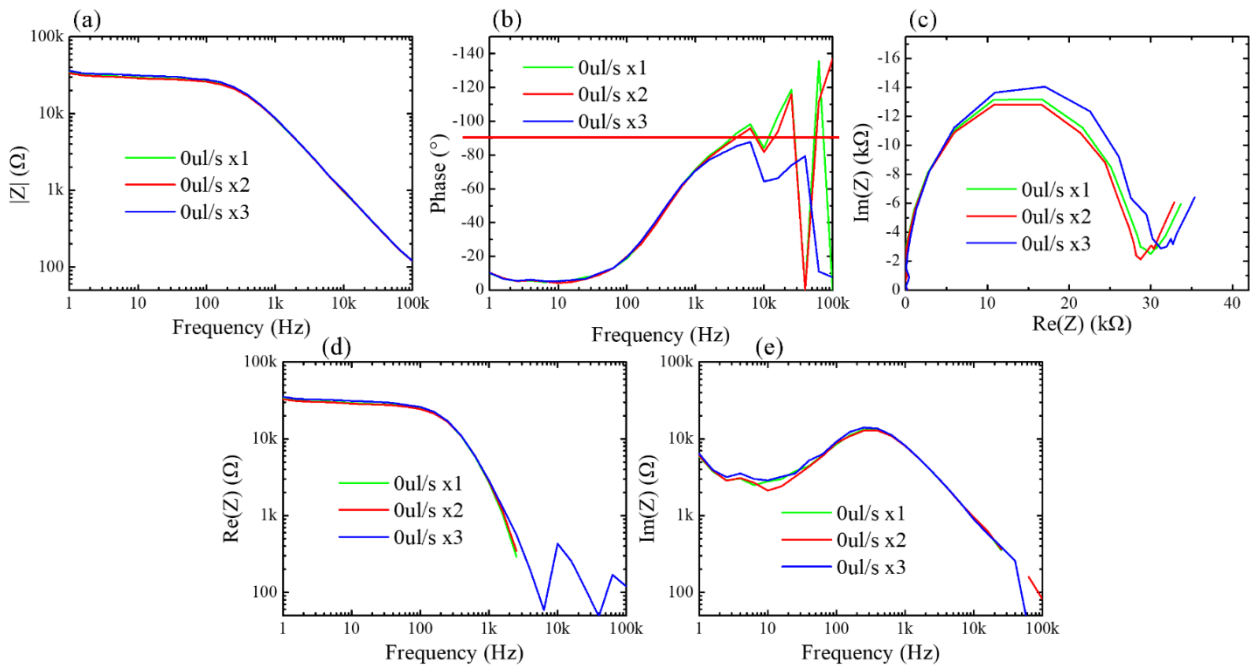 (a)
100k
10k
1k
100
|Z| (Ω)
0ul/s x1
0ul/s x2
0ul/s x3
1 10 100 1k 10k 100k
Frequency (Hz)
(b)
-140
-120
-100
-80
-60
-40
-20
0
Phase (°)
0ul/s x1
0ul/s x2
0ul/s x3
1 10 100 1k 10k 100k
Frequency (Hz)
(c)
-16
-14
-12
-10
-8
-6
-4
-2
0
Im(Z) (kΩ)
0ul/s x1
0ul/s x2
0ul/s x3
0 10 20 30 40
Re(Z) (kΩ)
(d)
100k
10k
1k
100
Re(Z) (Ω)
0ul/s x1
0ul/s x2
0ul/s x3
1 10 100 1k 10k 100k
Frequency (Hz)
(e)
100k
10k
1k
100
Im(Z) (Ω)
0ul/s x1
0ul/s x2
0ul/s x3
1 10 100 1k 10k 100k
Frequency (Hz)